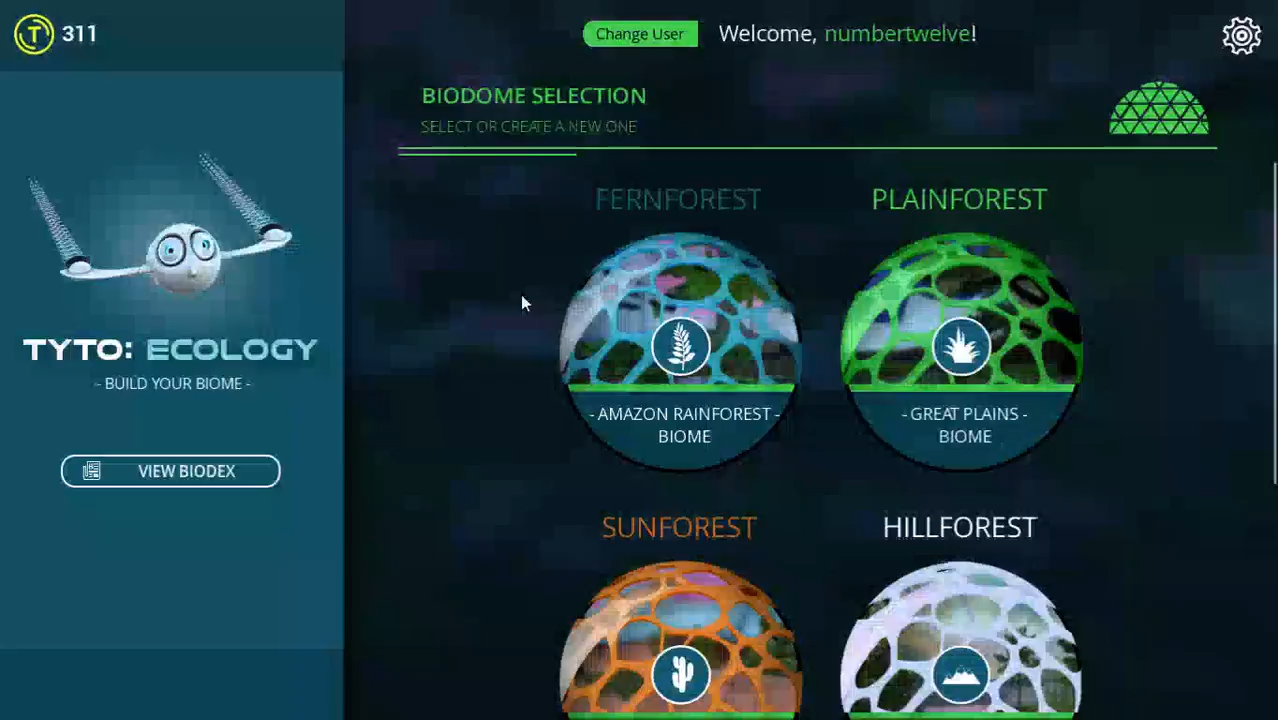 311
Change User
Welcome, numbertwelve!
BIODOME SELECTION
SELECT OR CREATE A NEW ONE
TYTO: ECOLOGY
- BUILD YOUR BIOME -
VIEW BIODEX
FERNFOREST
- AMAZON RAINFOREST -
BIOME
PLAINFOREST
- GREAT PLAINS -
BIOME
SUNFOREST
HILLFOREST